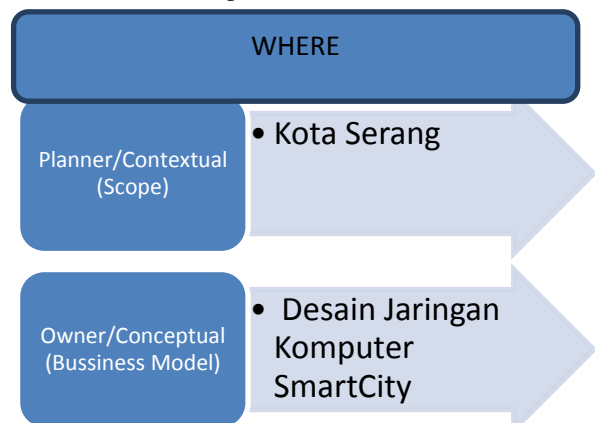 WHERE
Planner/Contextual
(Scope)
• Kota Serang
Owner/Conceptual
(Bussiness Model)
• Desain Jaringan
Komputer
SmartCity